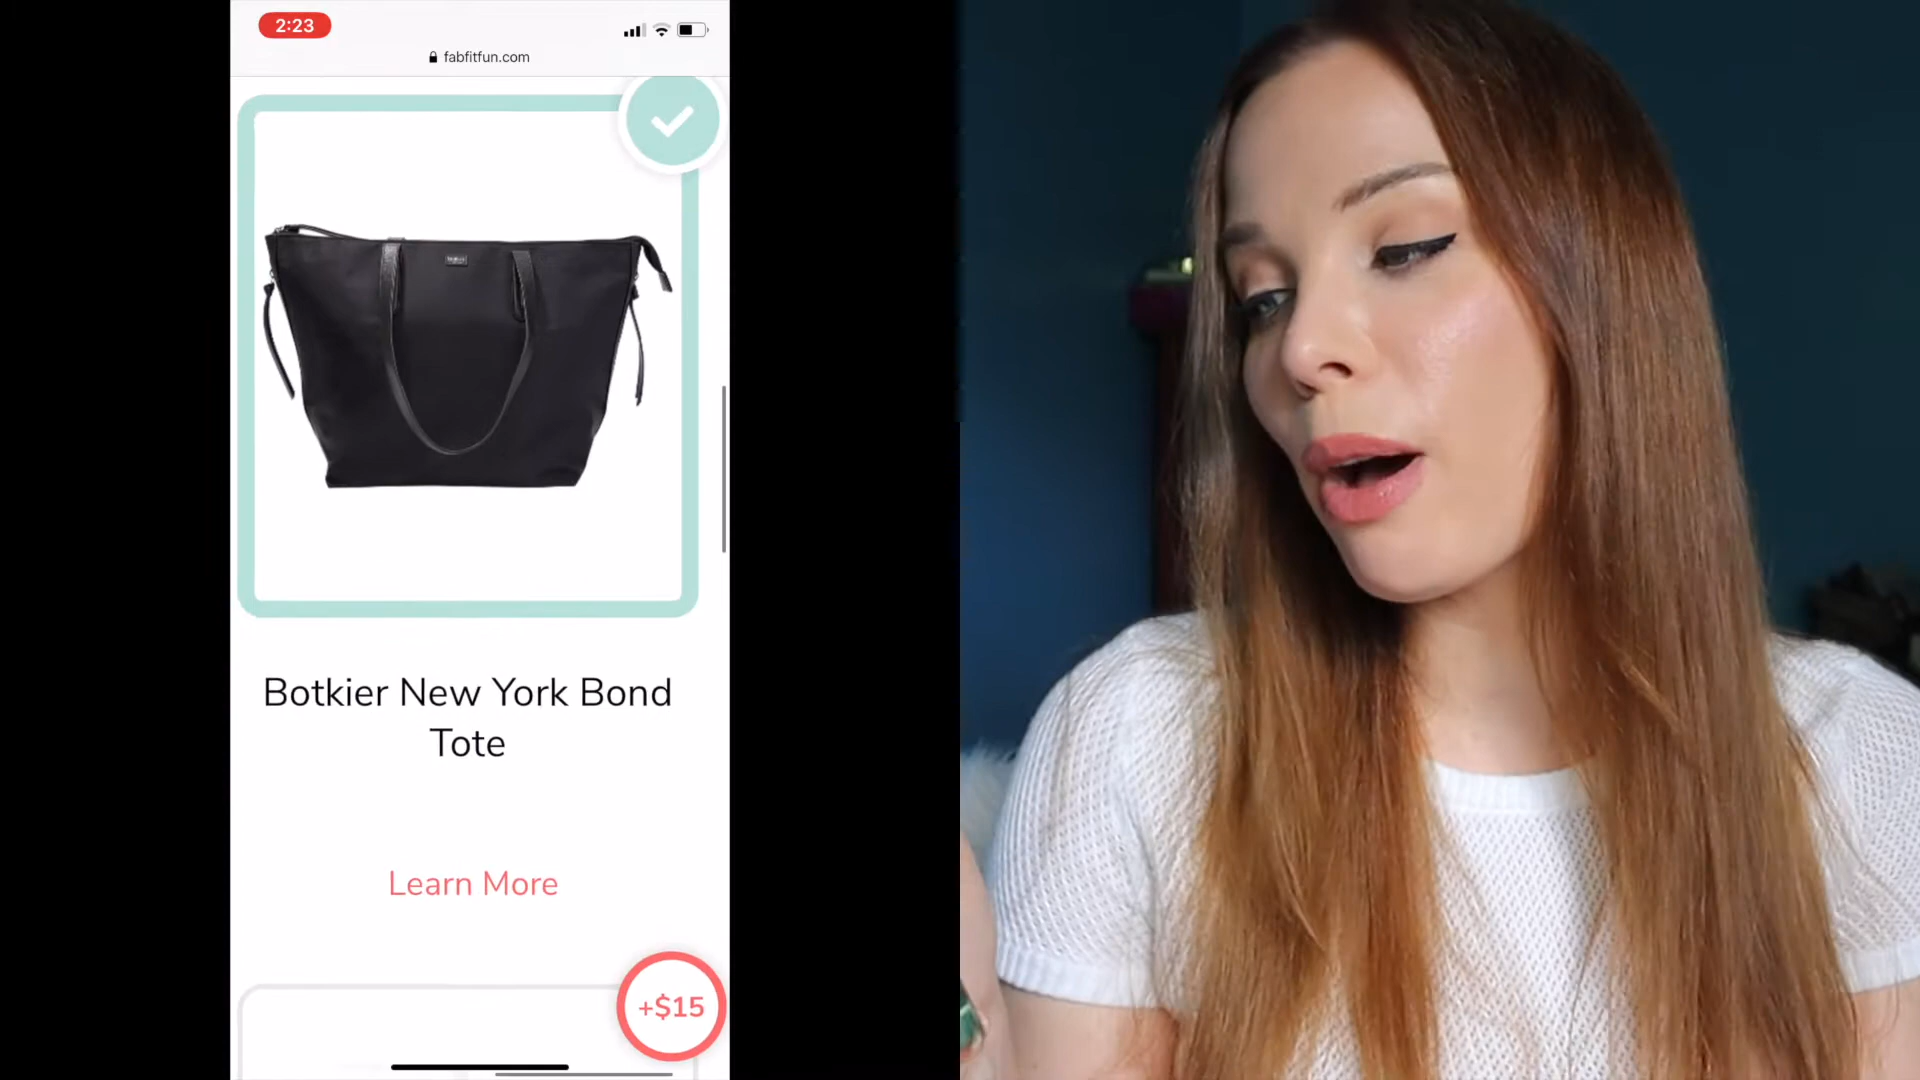 2:23
fabfitfun.com
Botkier New York Bond
Tote
Learn More
+$15